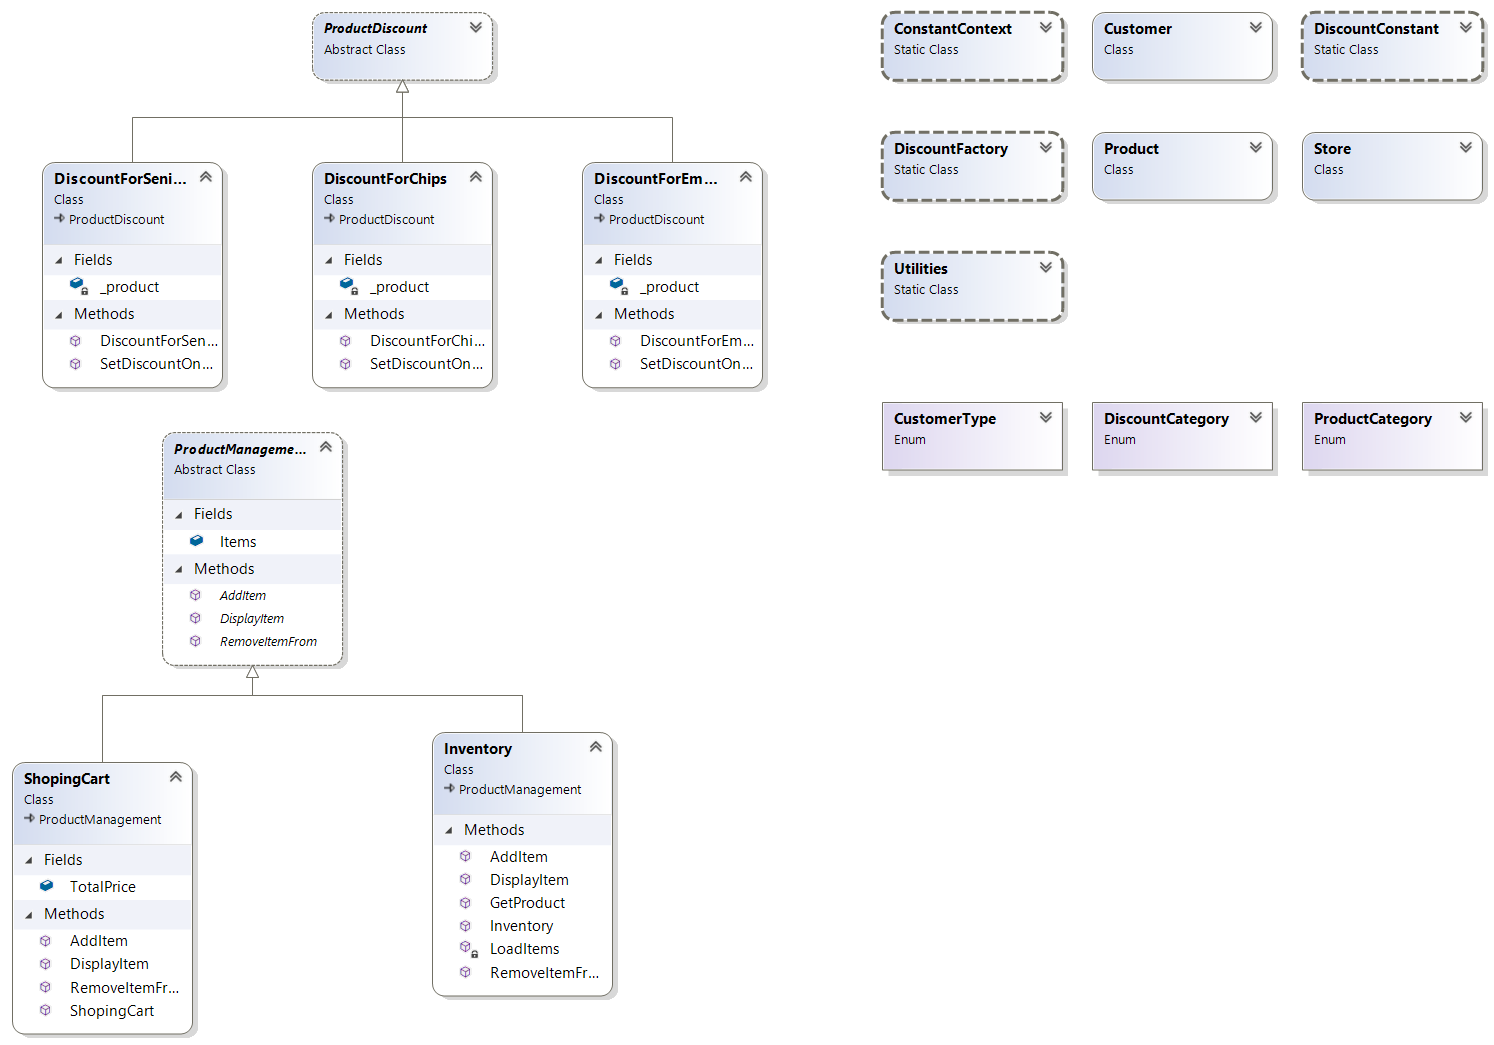 ProductDiscount
Abstract Class
DiscountForSeni...
Class
ProductDiscount
Fields
_product
Methods
DiscountForSen...
SetDiscountOn...
DiscountForChips
Class
ProductDiscount
Fields
_product
Methods
DiscountForChi...
SetDiscountOn...
DiscountForEm...
Class
ProductDiscount
Fields
_product
Methods
DiscountForEm...
SetDiscountOn...
ProductManageme...
Abstract Class
Fields
Items
Methods
AddItem
DisplayItem
RemoveItemFrom
ShopingCart
Class
ProductManagement
Fields
TotalPrice
Methods
AddItem
DisplayItem
RemoveItemFr...
ShopingCart
Inventory
Class
ProductManagement
Methods
AddItem
DisplayItem
GetProduct
Inventory
LoadItems
RemoveItemFr...
ConstantContext
Static Class
Customer
Class
DiscountConstant
Static Class
DiscountFactory
Static Class
Product
Class
Store
Class
Utilities
Static Class
CustomerType
Enum
DiscountCategory
Enum
ProductCategory
Enum